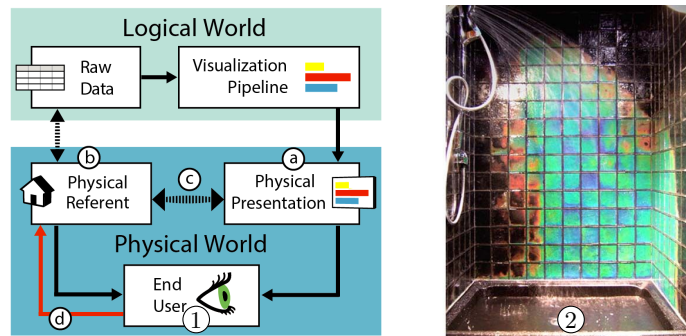 Logical World
Raw
Data
Visualization
Pipeline
b
a
c
Physical
Referent
Physical
Presentation
Physical World
End
User
1
d
2